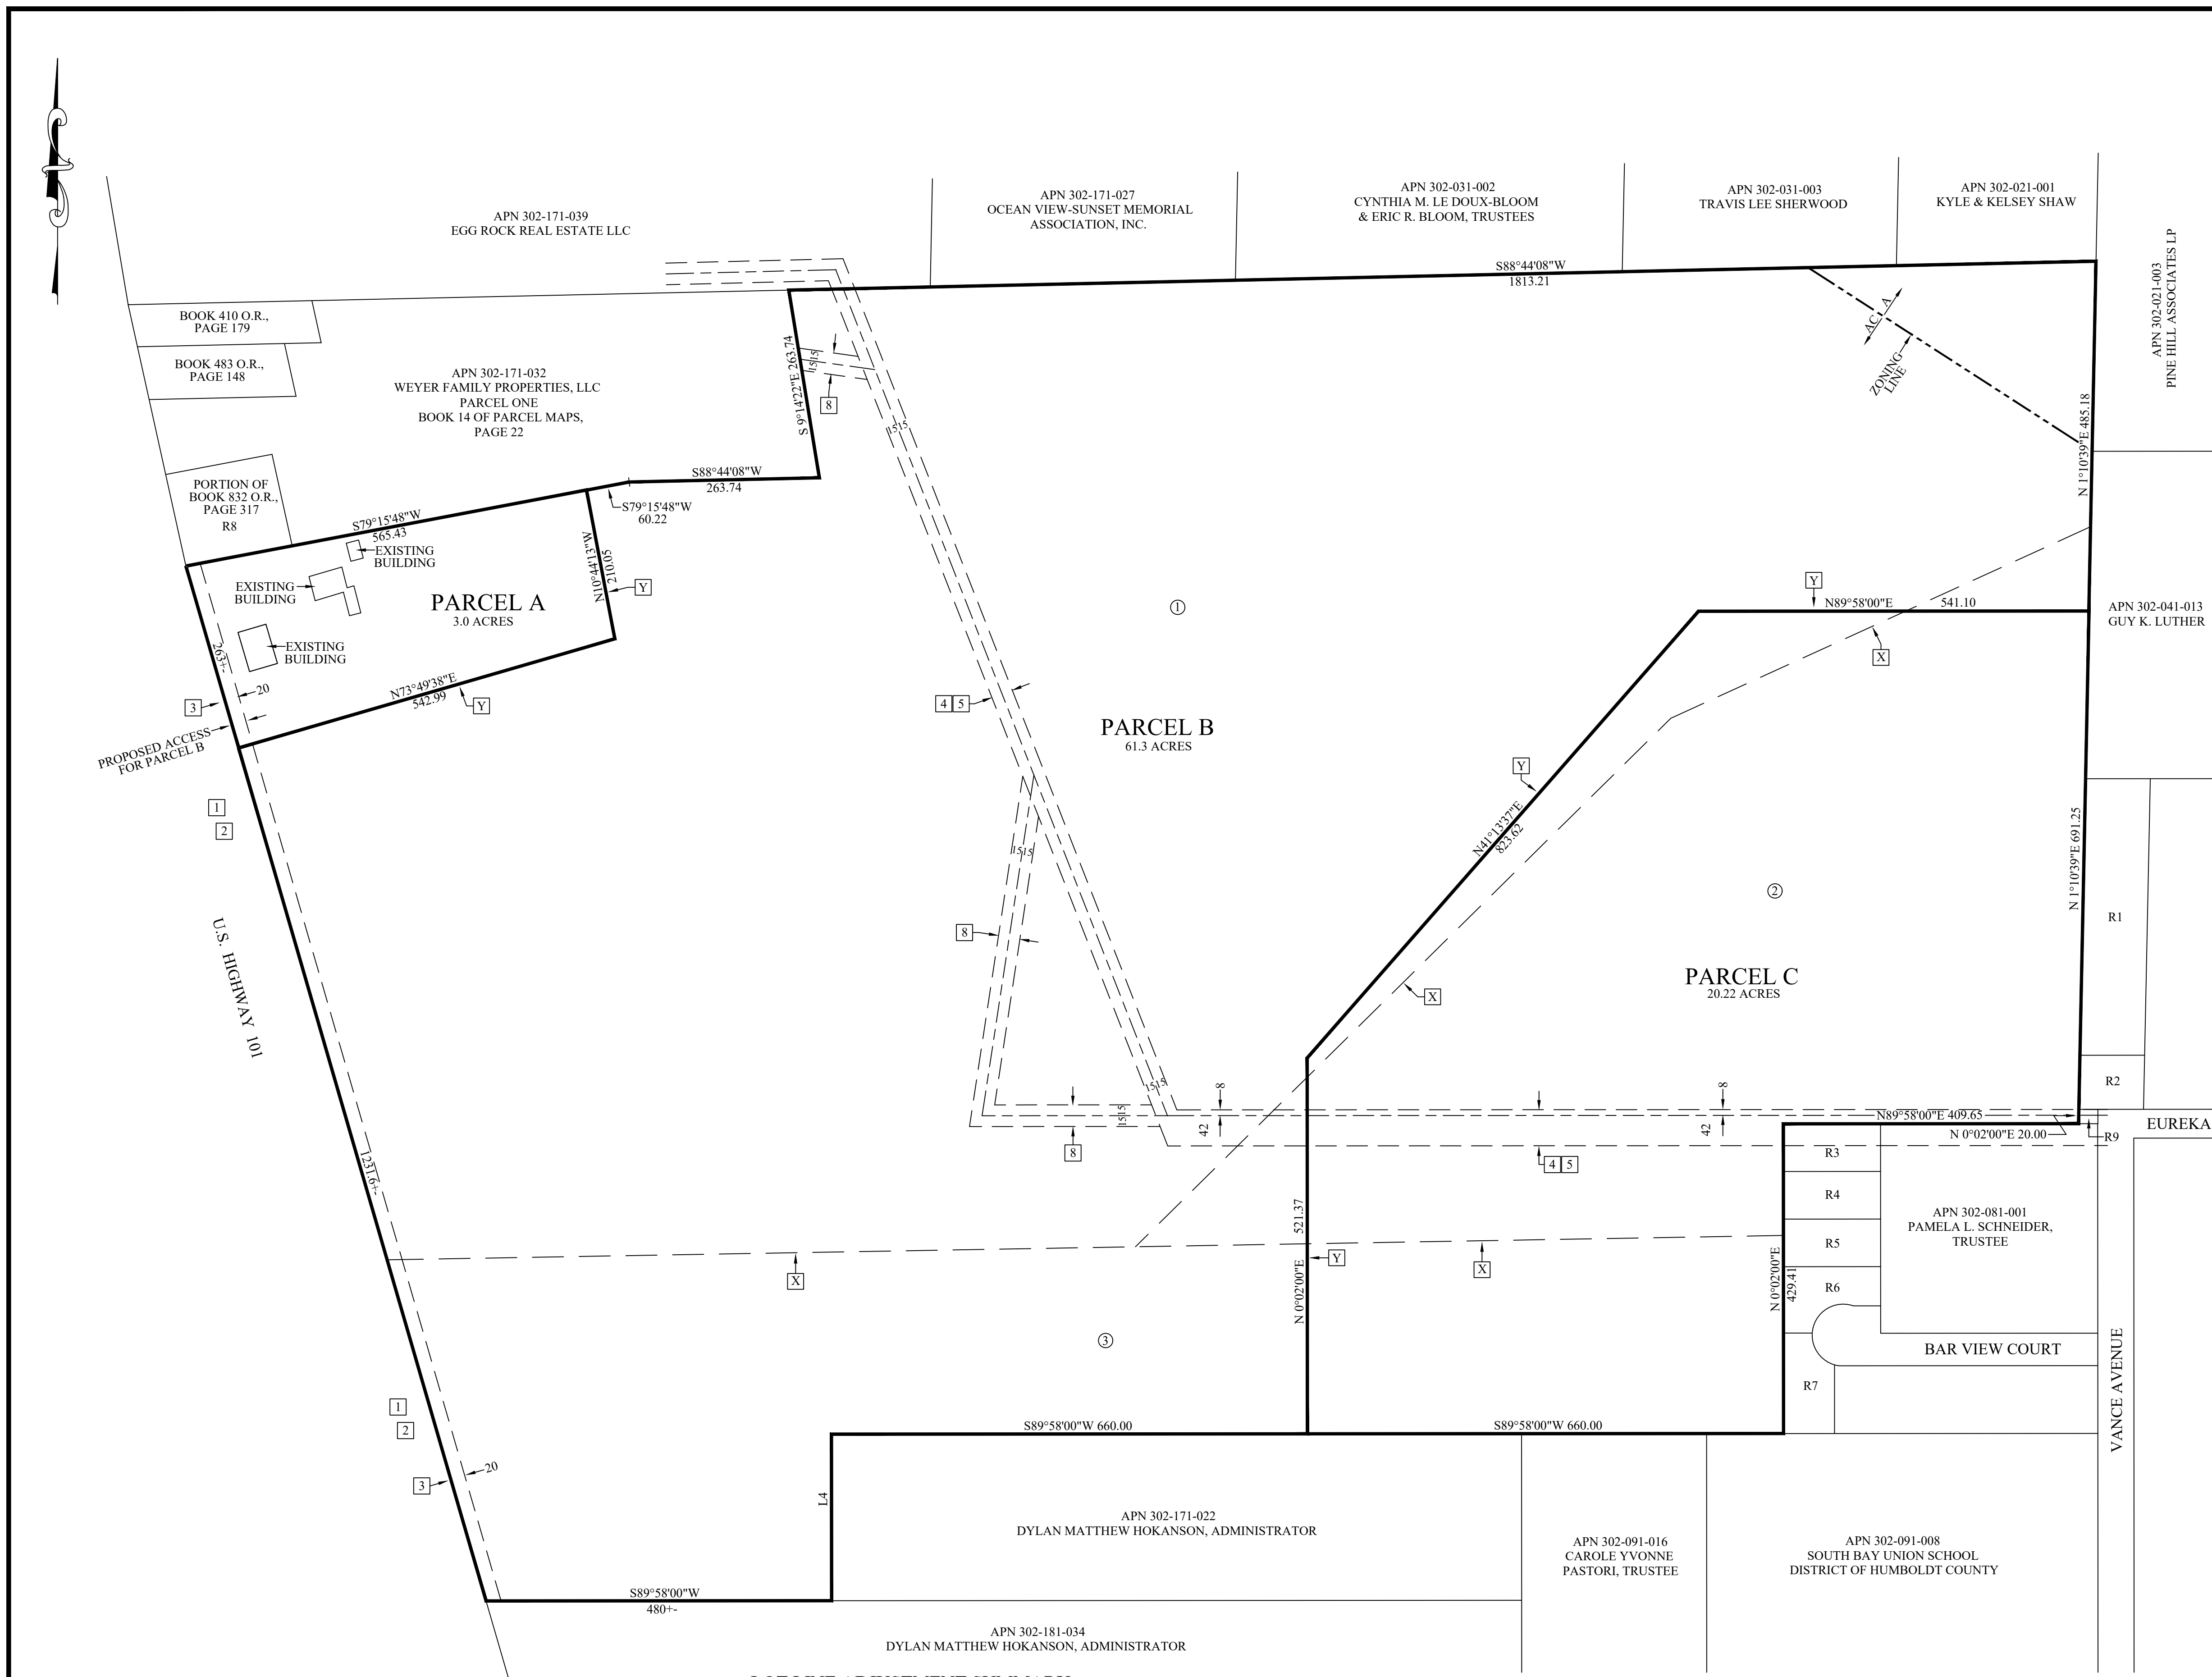 APN 302-171-039
EGG ROCK REAL ESTATE LLC
APN 302-171-027
OCEAN VIEW-SUNSET MEMORIAL
ASSOCIATION, INC.
APN 302-031-002
CYNTHIA M. LE DOUX-BLOOM
& ERIC R. BLOOM, TRUSTEES
APN 302-031-003
TRAVIS LEE SHERWOOD
APN 302-021-001
KYLE & KELSEY SHAW
APN 302-021-003
PINE HILL ASSOCIATES LP
S88°44'08"W
1813.21
BOOK 410 O.R.,
PAGE 179
BOOK 483 O.R.,
PAGE 148
APN 302-171-032
WEYER FAMILY PROPERTIES, LLC
PARCEL ONE
BOOK 14 OF PARCEL MAPS,
PAGE 22
S 9°14'22"E 263.74
1515
8
1515
AC
A
ZONING
LINE
N 1°10'39"E 485.18
PORTION OF
BOOK 832 O.R.,
PAGE 317
R8
S88°44'08"W
263.74
S79°15'48"W
60.22
S79°15'48"W
565.43
EXISTING
BUILDING
EXISTING
BUILDING
EXISTING
BUILDING
PARCEL A
3.0 ACRES
N10°44'13"W
210.05
Y
263+-
20
3
N73°49'38"E
542.99
Y
PROPOSED ACCESS
FOR PARCEL B
1
2
U.S. HIGHWAY 101
1
4
5
PARCEL B
61.3 ACRES
Y
N89°58'00"E
541.10
X
APN 302-041-013
GUY K. LUTHER
Y
N41°13'37"E
823.62
N 1°10'39"E 691.25
1515
8
2
R1
PARCEL C
20.22 ACRES
X
R2
1515
1515
8
8
42
42
8
N89°58'00"E 409.65
N 0°02'00"E 20.00
R9
EUREKA
4
5
R3
R4
R5
R6
R7
APN 302-081-001
PAMELA L. SCHNEIDER,
TRUSTEE
1231.6+-
521.37
N 0°02'00"E
Y
X
X
N 0°02'00"E
429.41
3
BAR VIEW COURT
VANCE AVENUE
1
2
3
20
S89°58'00"W 660.00
S89°58'00"W 660.00
L4
APN 302-171-022
DYLAN MATTHEW HOKANSON, ADMINISTRATOR
APN 302-091-016
CAROLE YVONNE
PASTORI, TRUSTEE
APN 302-091-008
SOUTH BAY UNION SCHOOL
DISTRICT OF HUMBOLDT COUNTY
S89°58'00"W
480+-
APN 302-181-034
DYLAN MATTHEW HOKANSON, ADMINISTRATOR